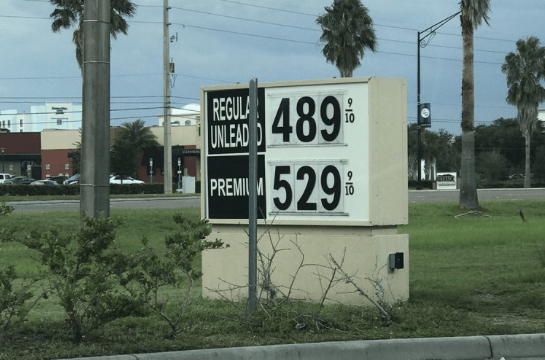 REGULAR
UNLEADED
489 9/10
PREMIUM
529 9/10